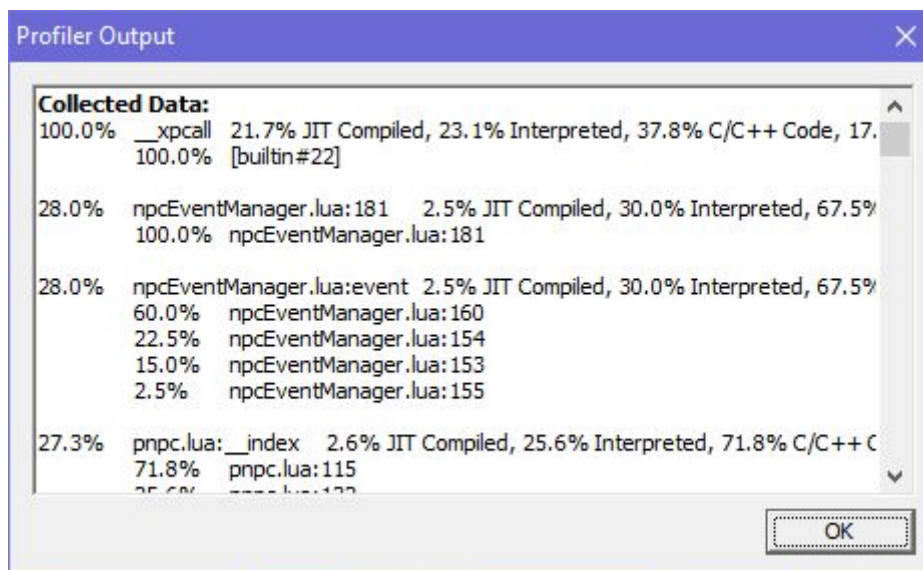 Profiler Output
Collected Data:
100.0% __xpcall 21.7% JIT Compiled, 23.1% Interpreted, 37.8% C/C++ Code, 17.
100.0% [builtin#22]
28.0% npcEventManager.lua:181 2.5% JIT Compiled, 30.0% Interpreted, 67.5%
100.0% npcEventManager.lua:181
28.0% npcEventManager.lua:event 2.5% JIT Compiled, 30.0% Interpreted, 67.5%
60.0% npcEventManager.lua:160
22.5% npcEventManager.lua:154
15.0% npcEventManager.lua:153
2.5% npcEventManager.lua:155
27.3% pnpc.lua:__index 2.6% JIT Compiled, 25.6% Interpreted, 71.8% C/C++ C
71.8% pnpc.lua:115
OK